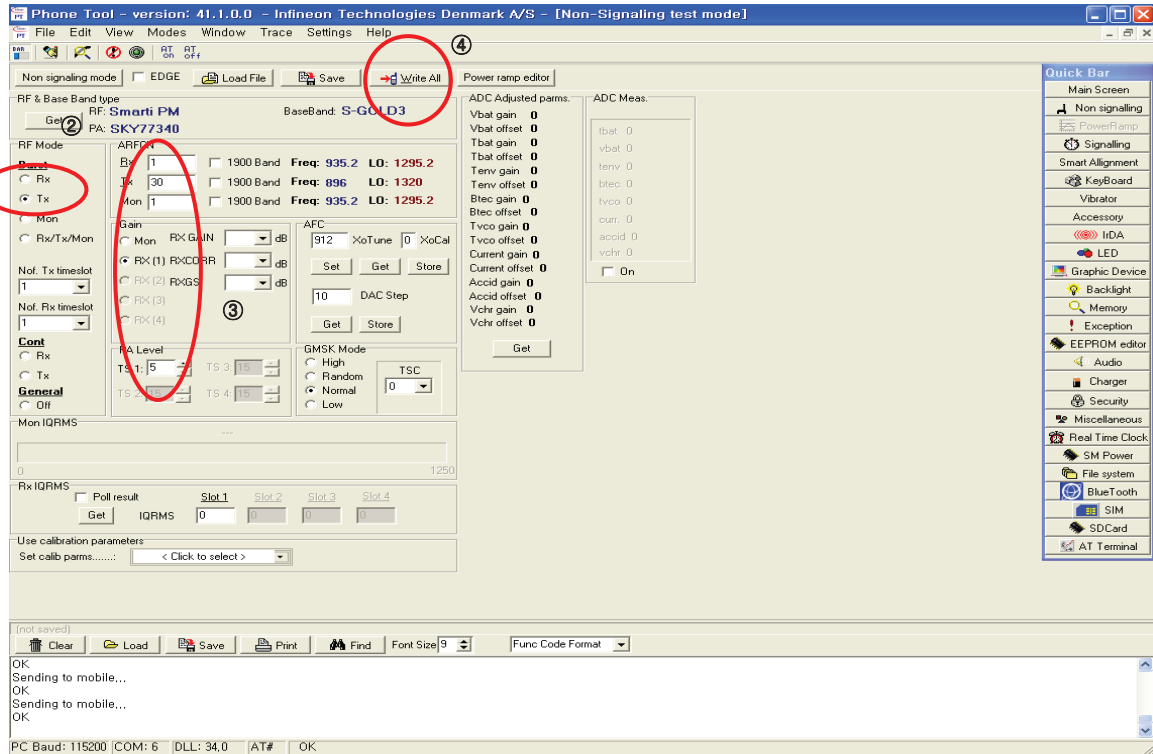 Phone Tool - version: 41.1.0.0 - Infineon Technologies Denmark A/S - [Non-Signaling test mode]
File Edit View Modes Window Trace Settings Help
BAR AT on AT off
④
Non signaling mode EDGE Load File Save Write All Power ramp editor
RF & Base Band type
Get RF: Smarti PM BaseBand: S-GOLD3
② PA: SKY77340
RF Mode
Burst
Rx
Tx
Mon
Rx/Tx/Mon
Nof. Tx timeslot
1
Nof. Rx timeslot
1
Cont
Rx
Tx
General
Off
ARFCN
Rx 1 1900 Band Freq: 935.2 LO: 1295.2
Tx 30 1900 Band Freq: 896 LO: 1320
Mon 1 1900 Band Freq: 935.2 LO: 1295.2
Gain
Mon RX GAIN dB
RX (1) RXCORR dB
RX (2) RXGS dB
RX (3)
③
RX (4)
AFC
912 XoTune 0 XoCal
Set Get Store
10 DAC Step
Get Store
PA Level
TS 1: 5 TS 3: 15
TS 2: 15 TS 4: 15
GMSK Mode
High
Random
Normal
Low
TSC
0
Mon IQRMS
---
0 1250
Rx IQRMS
Poll result Slot 1 Slot 2 Slot 3 Slot 4
Get IQRMS 0 0 0 0
Use calibration parameters
Set calib parms......: < Click to select >
ADC Adjusted parms.
Vbat gain 0
Vbat offset 0
Tbat gain 0
Tbat offset 0
Tenv gain 0
Tenv offset 0
Btec gain 0
Btec offset 0
Tvco gain 0
Tvco offset 0
Current gain 0
Current offset 0
Accid gain 0
Accid offset 0
Vchr gain 0
Vchr offset 0
Get
ADC Meas.
tbat 0
vbat 0
tenv 0
btec 0
tvco 0
curr. 0
accid 0
vchr 0
On
Quick Bar
Main Screen
Non signalling
PowerRamp
Signalling
Smart Allignment
KeyBoard
Vibrator
Accessory
IrDA
LED
Graphic Device
Backlight
Memory
Exception
EEPROM editor
Audio
Charger
Security
Miscellaneous
Real Time Clock
SM Power
File system
BlueTooth
SIM
SDCard
AT Terminal
(not saved)
Clear Load Save Print Find Font Size 9 Func Code Format
OK
Sending to mobile...
OK
Sending to mobile...
OK
PC Baud: 115200 COM: 6 DLL: 34,0 AT# OK